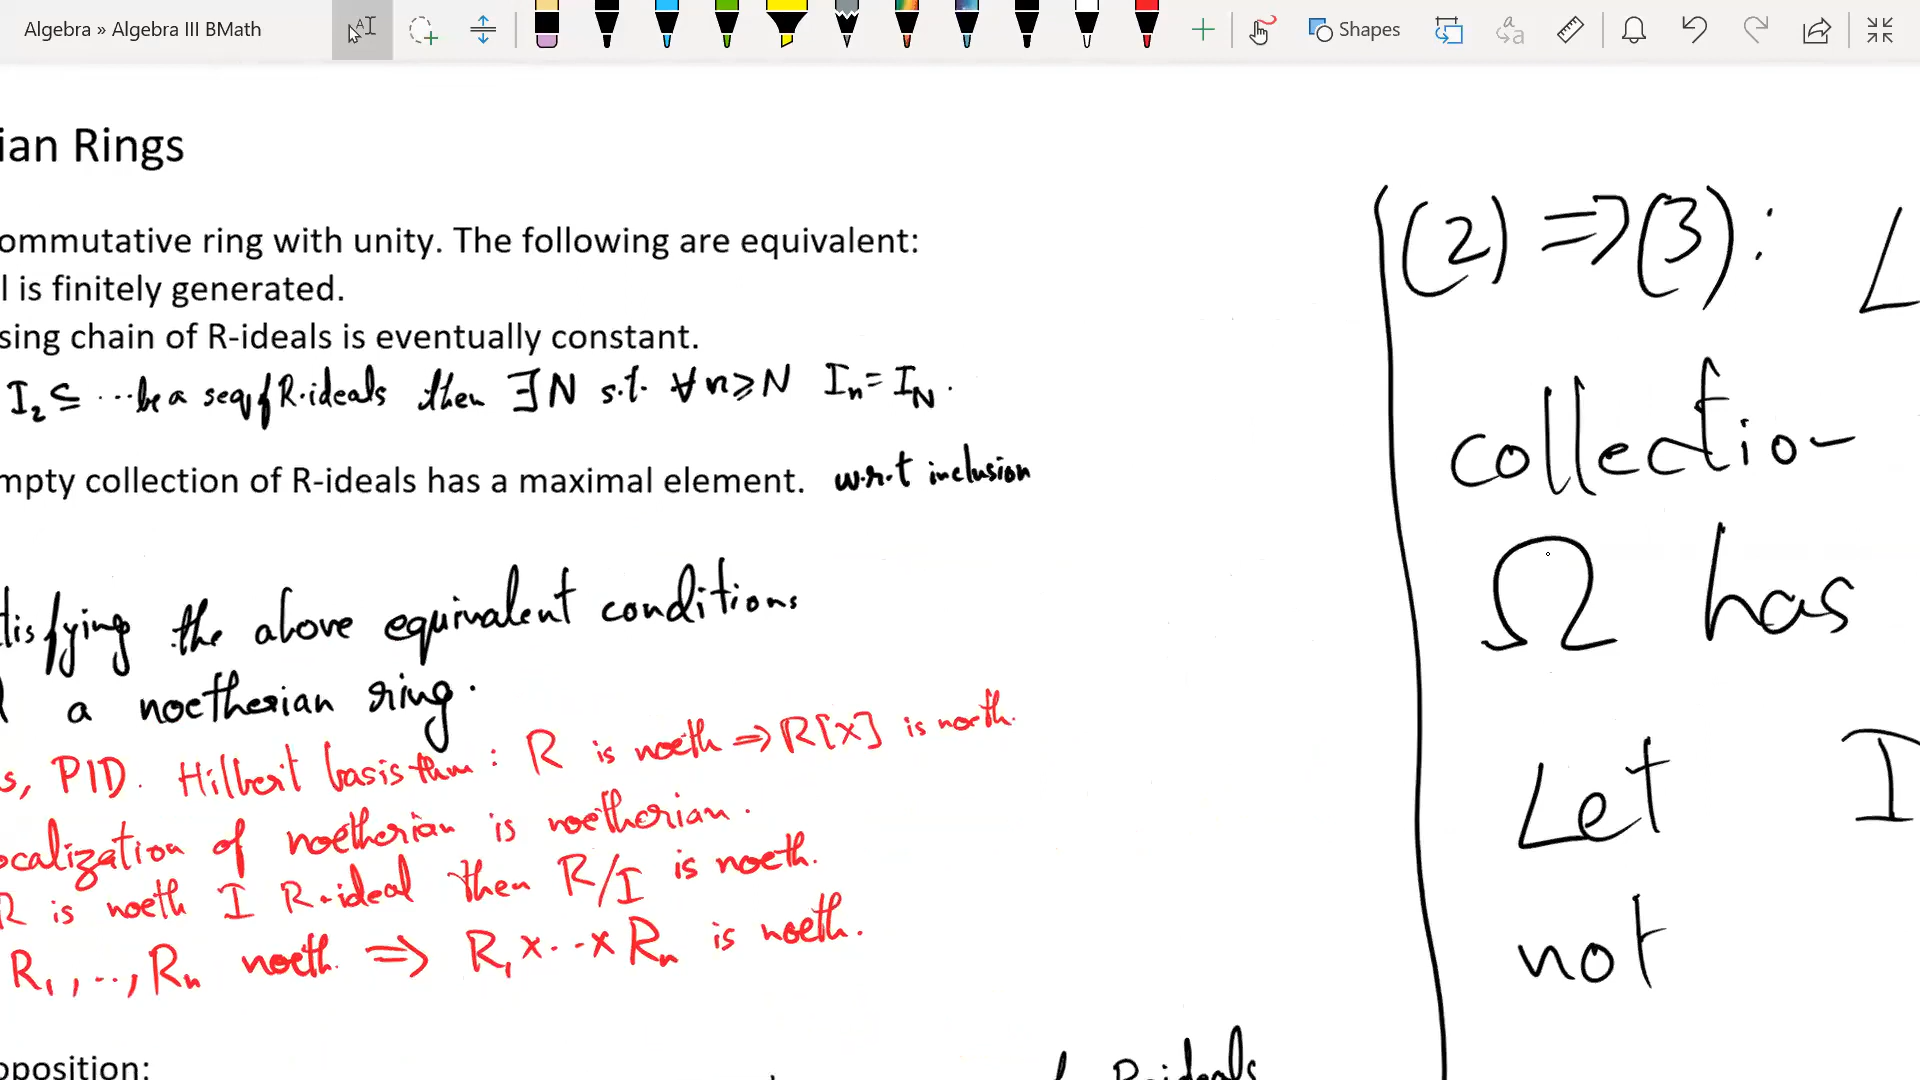 Algebra » Algebra III BMath
Shapes
ian Rings
ommutative ring with unity. The following are equivalent:
l is finitely generated.
sing chain of R-ideals is eventually constant.
I₂ ⊆ ... be a seq of R-ideals then ∃ N s.t. ∀ n ≥ N Iₙ = I_N .
mpty collection of R-ideals has a maximal element. w.r.t inclusion
tisfying the above equivalent conditions
a noetherian ring.
s, PID. Hilbert basis thm : R is noeth ⇒ R[X] is noeth.
ocalization of noetherian is noetherian.
R is noeth I R-ideal then R/I is noeth.
R₁, .., Rₙ noeth. ⇒ R₁ x .. x Rₙ is noeth.
oposition:
R-ideals
(2) ⇒ (3) : L
collection
Ω has
Let I
not